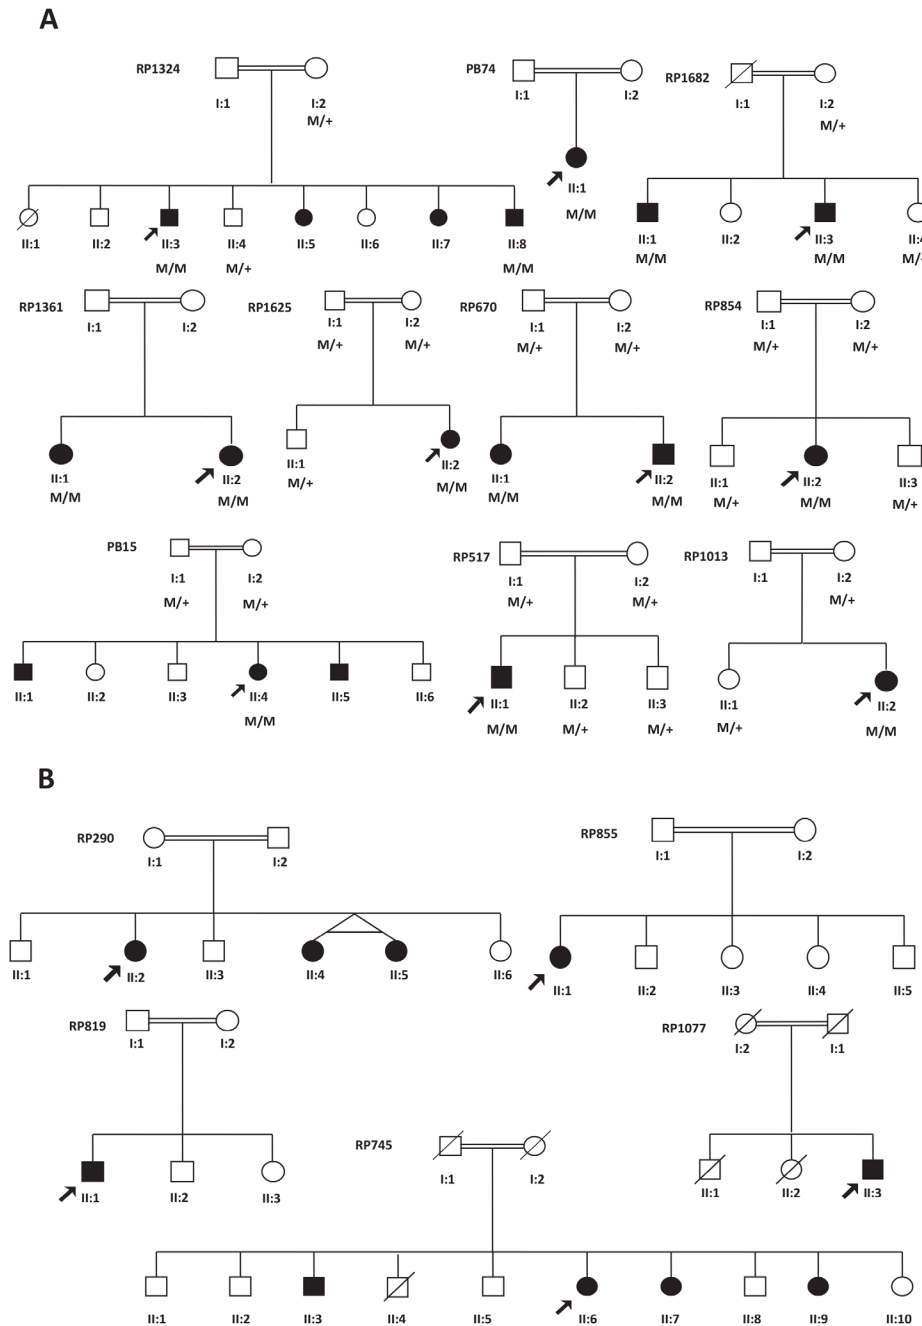 A
RP1324
I:1 I:2
M/+
PB74
I:1 I:2
II:1
M/M
RP1682
I:1 I:2
M/+
II:1 II:2 II:3 II:4 II:5 II:6 II:7 II:8
M/M M/+ M/M
II:1 II:2 II:3 II:4
M/M M/M M/+
RP1361
I:1 I:2
II:1 II:2
M/M M/M
RP1625
I:1 I:2
M/+ M/+
II:1 II:2
M/+ M/M
RP670
I:1 I:2
M/+ M/+
II:1 II:2
M/M M/M
RP854
I:1 I:2
M/+ M/+
II:1 II:2 II:3
M/+ M/M M/+
PB15
I:1 I:2
M/+ M/+
II:1 II:2 II:3 II:4 II:5 II:6
M/M
RP517
I:1 I:2
M/+ M/+
II:1 II:2 II:3
M/M M/+ M/+
RP1013
I:1 I:2
M/+
II:1 II:2
M/+ M/M
B
RP290
I:1 I:2
II:1 II:2 II:3 II:4 II:5 II:6
RP855
I:1 I:2
II:1 II:2 II:3 II:4 II:5
RP819
I:1 I:2
II:1 II:2 II:3
RP1077
I:2 I:1
II:1 II:2 II:3
RP745
I:1 I:2
II:1 II:2 II:3 II:4 II:5 II:6 II:7 II:8 II:9 II:10